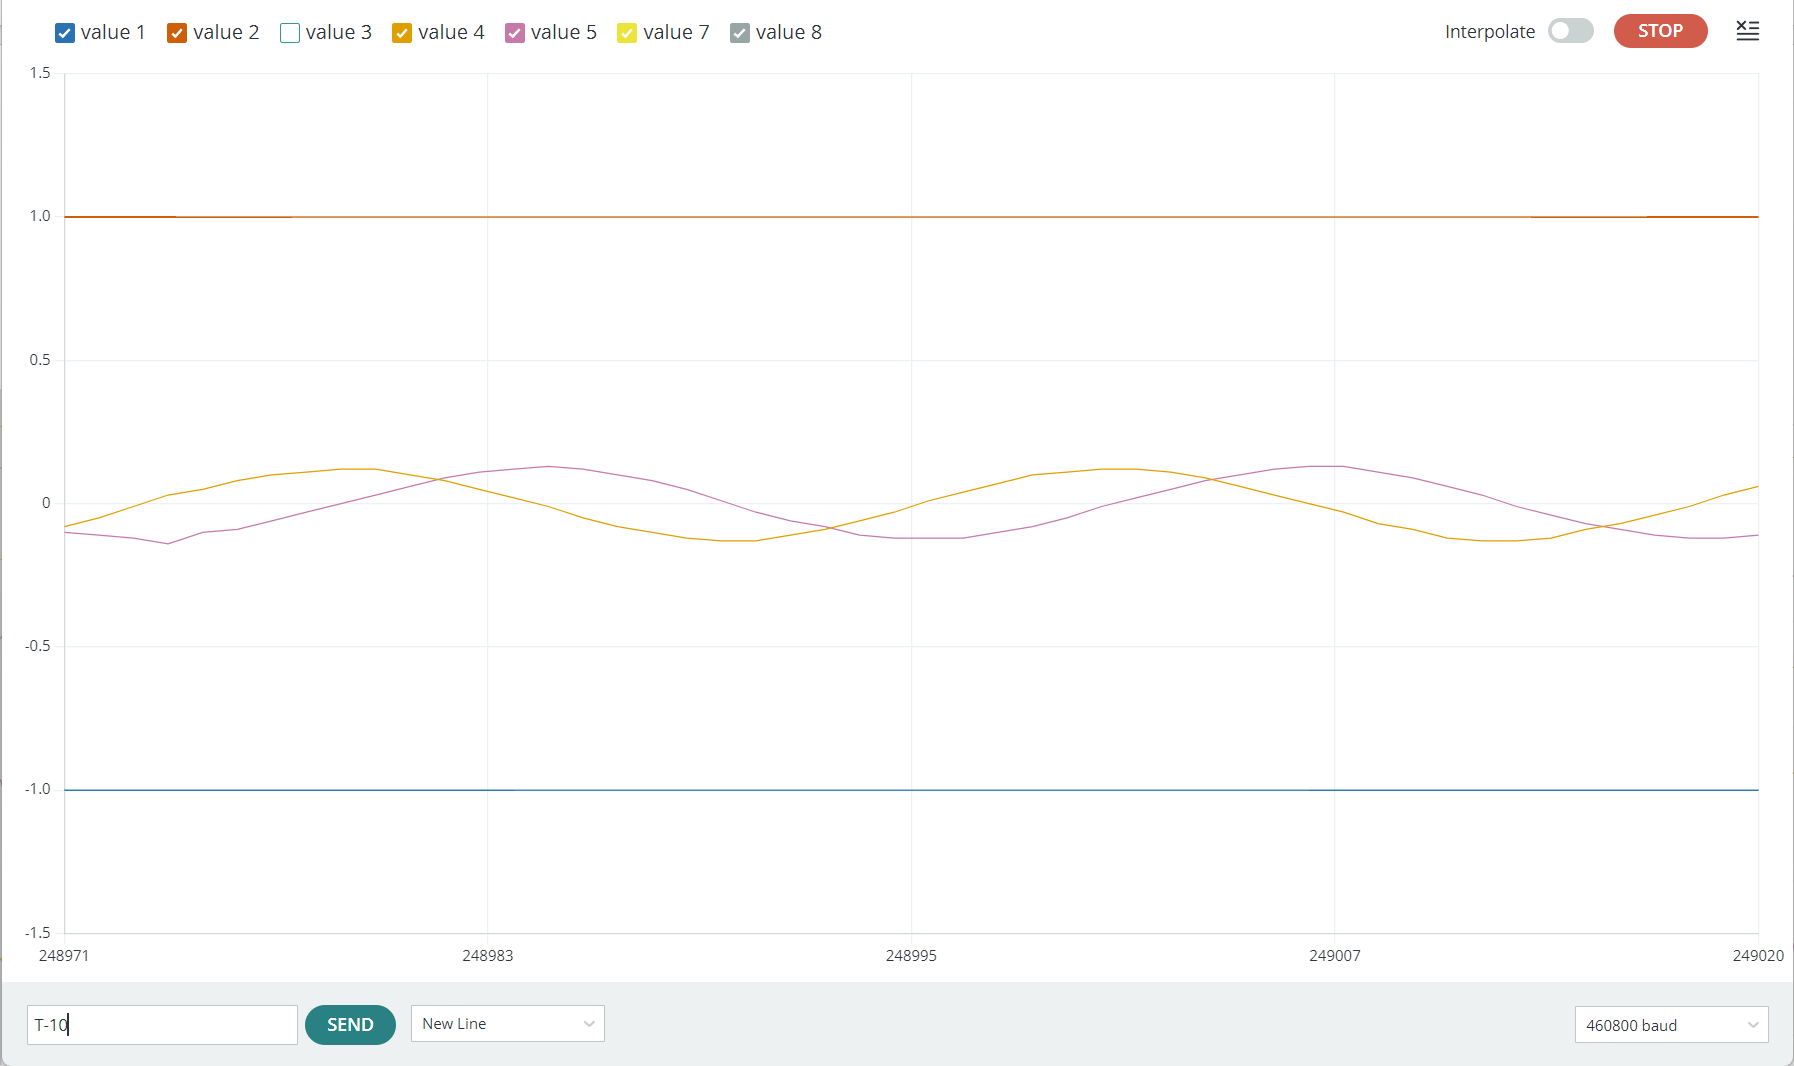 value 1 value 2 value 3 value 4 value 5 value 7 value 8 Interpolate STOP
1.5
1.0
0.5
0
-0.5
-1.0
-1.5
248971 248983 248995 249007 249020
T-10 SEND New Line 460800 baud